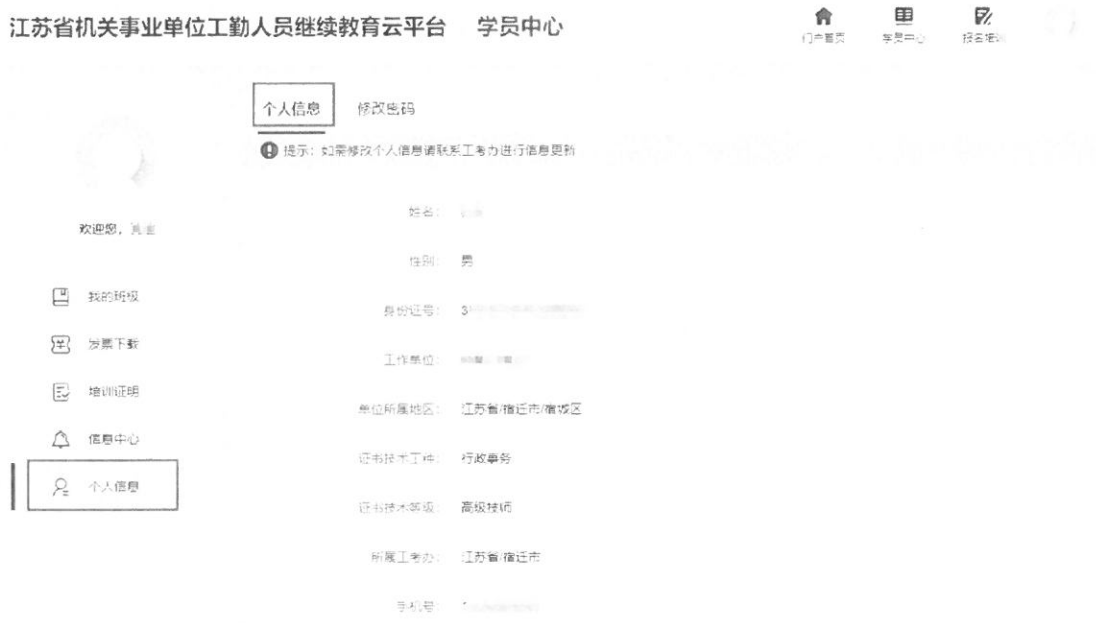 江苏省机关事业单位工勤人员继续教育云平台 学员中心
门户首页 学员中心 报名培训
个人信息 修改密码
提示：如需修改个人信息请联系工考办进行信息更新
欢迎您，
姓名：
性别： 男
我的班级
身份证号： 3
发票下载
工作单位：
培训证明
单位所属地区： 江苏省/宿迁市/宿城区
信息中心
证书技术工种： 行政事务
个人信息
证书技术等级： 高级技师
所属工考办： 江苏省/宿迁市
手机号： 1